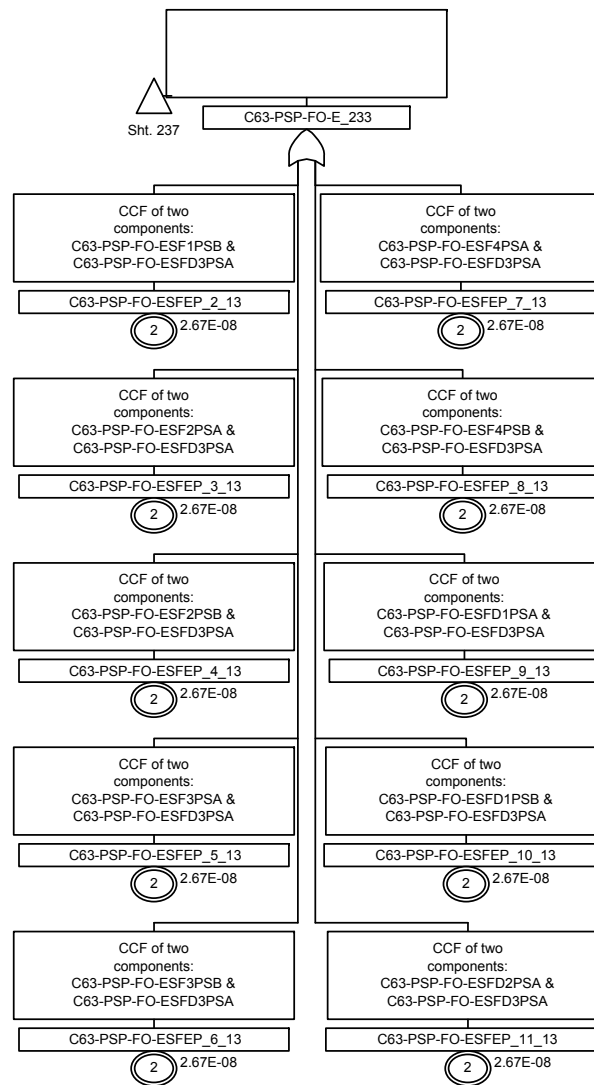 C63-PSP-FO-E_233
Sht. 237
CCF of two
components:
C63-PSP-FO-ESF1PSB &
C63-PSP-FO-ESFD3PSA
C63-PSP-FO-ESFEP_2_13
2
2.67E-08
CCF of two
components:
C63-PSP-FO-ESF4PSA &
C63-PSP-FO-ESFD3PSA
C63-PSP-FO-ESFEP_7_13
2
2.67E-08
CCF of two
components:
C63-PSP-FO-ESF2PSA &
C63-PSP-FO-ESFD3PSA
C63-PSP-FO-ESFEP_3_13
2
2.67E-08
CCF of two
components:
C63-PSP-FO-ESF4PSB &
C63-PSP-FO-ESFD3PSA
C63-PSP-FO-ESFEP_8_13
2
2.67E-08
CCF of two
components:
C63-PSP-FO-ESF2PSB &
C63-PSP-FO-ESFD3PSA
C63-PSP-FO-ESFEP_4_13
2
2.67E-08
CCF of two
components:
C63-PSP-FO-ESFD1PSA &
C63-PSP-FO-ESFD3PSA
C63-PSP-FO-ESFEP_9_13
2
2.67E-08
CCF of two
components:
C63-PSP-FO-ESF3PSA &
C63-PSP-FO-ESFD3PSA
C63-PSP-FO-ESFEP_5_13
2
2.67E-08
CCF of two
components:
C63-PSP-FO-ESFD1PSB &
C63-PSP-FO-ESFD3PSA
C63-PSP-FO-ESFEP_10_13
2
2.67E-08
CCF of two
components:
C63-PSP-FO-ESF3PSB &
C63-PSP-FO-ESFD3PSA
C63-PSP-FO-ESFEP_6_13
2
2.67E-08
CCF of two
components:
C63-PSP-FO-ESFD2PSA &
C63-PSP-FO-ESFD3PSA
C63-PSP-FO-ESFEP_11_13
2
2.67E-08